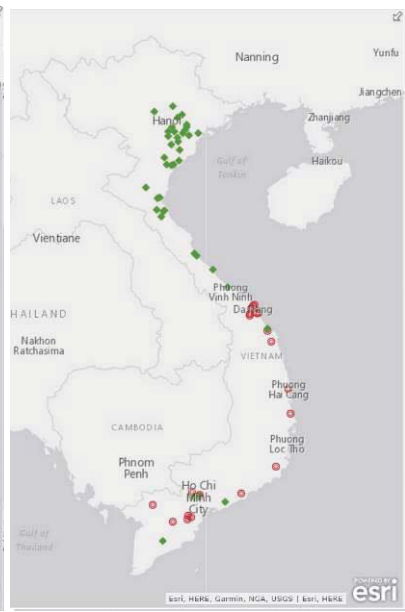 Nanning
Yunfu
Jiangchen
Zhanjiang
Hanoi
Haikou
Gulf of
Tonkin
LAOS
Vientiane
Phuong
Vinh Ninh
Da Nang
HAILAND
Nakhon
Ratchasima
VIETNAM
Phuong
Hai Cang
CAMBODIA
Phuong
Loc Tho
Phnom
Penh
Ho Chi
Minh
City
Gulf of
Thailand
POWERED BY
esri
Esri, HERE, Garmin, NGA, USGS | Esri, HERE